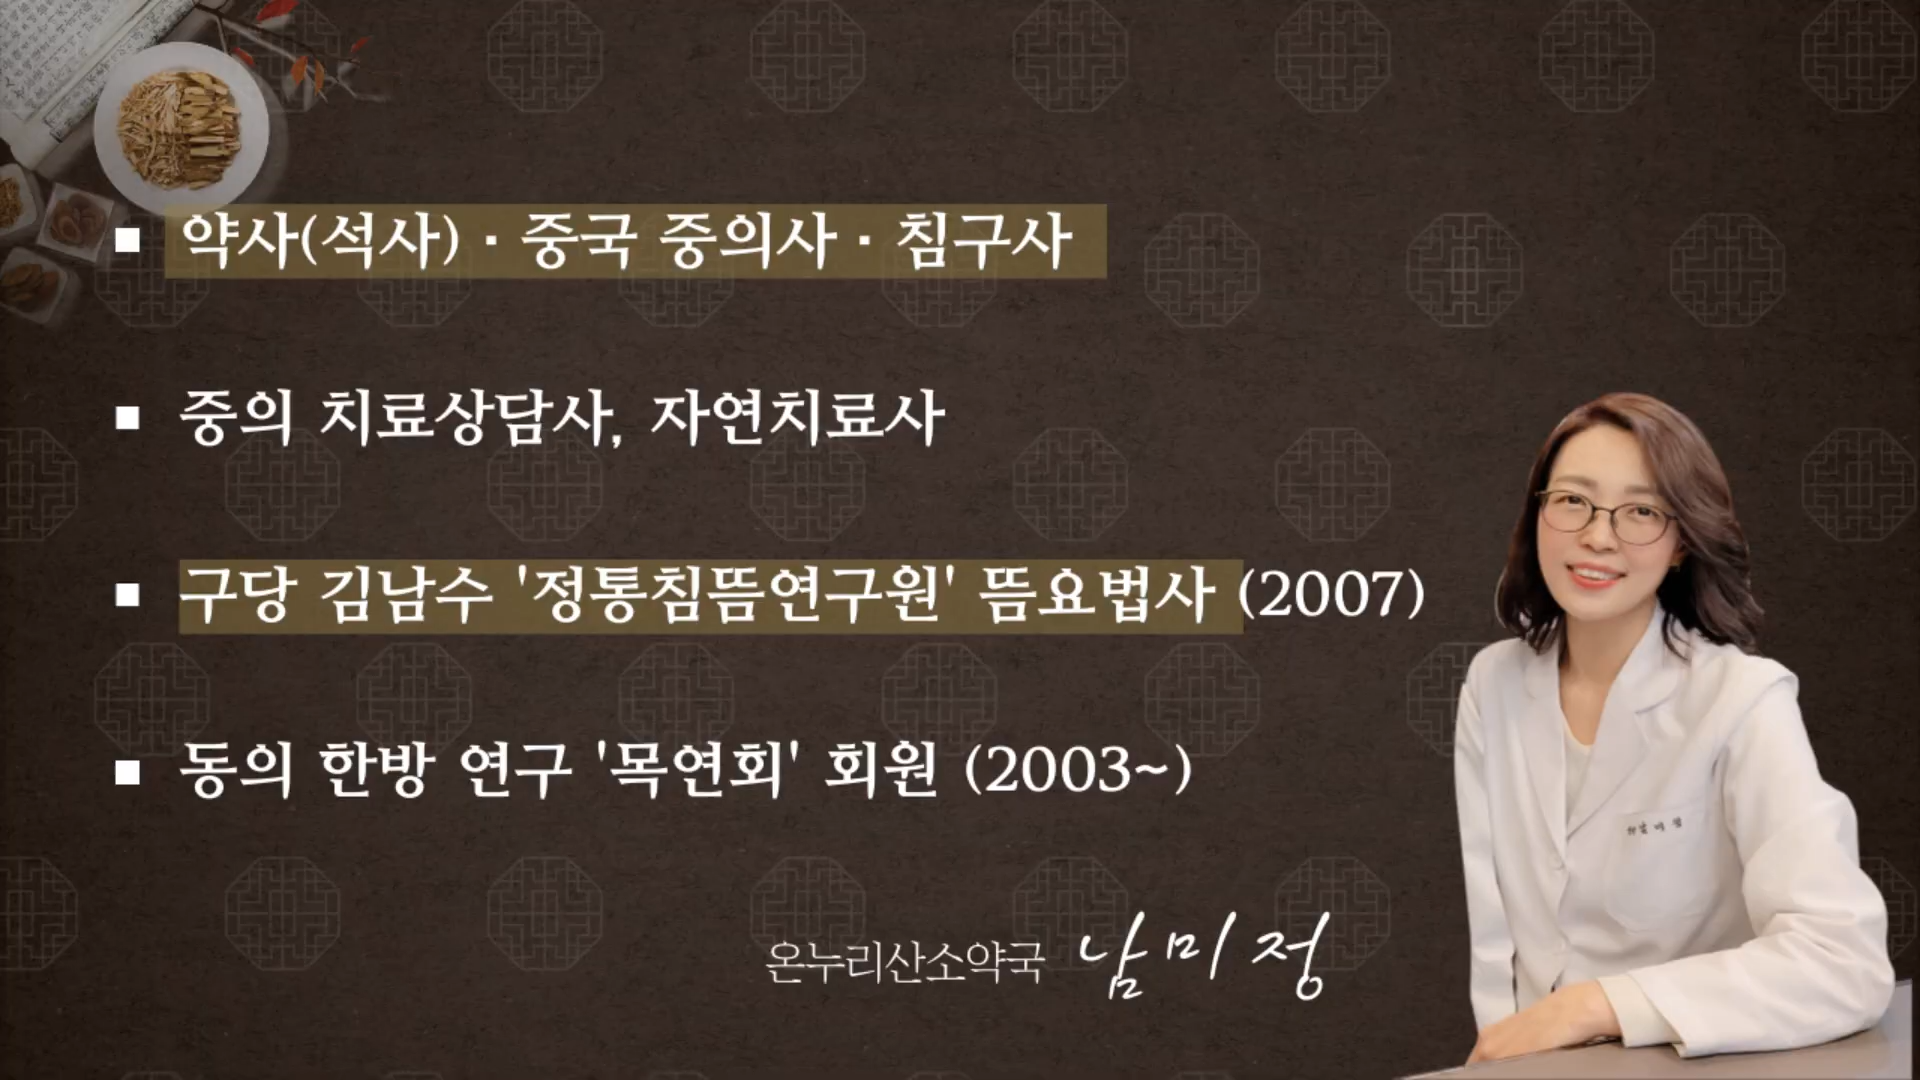 약사(석사) · 중국 중의사 · 침구사
중의 치료상담사, 자연치료사
구당 김남수 '정통침뜸연구원' 뜸요법사 (2007)
동의 한방 연구 '목연회' 회원 (2003~)
온누리산소약국 남미정